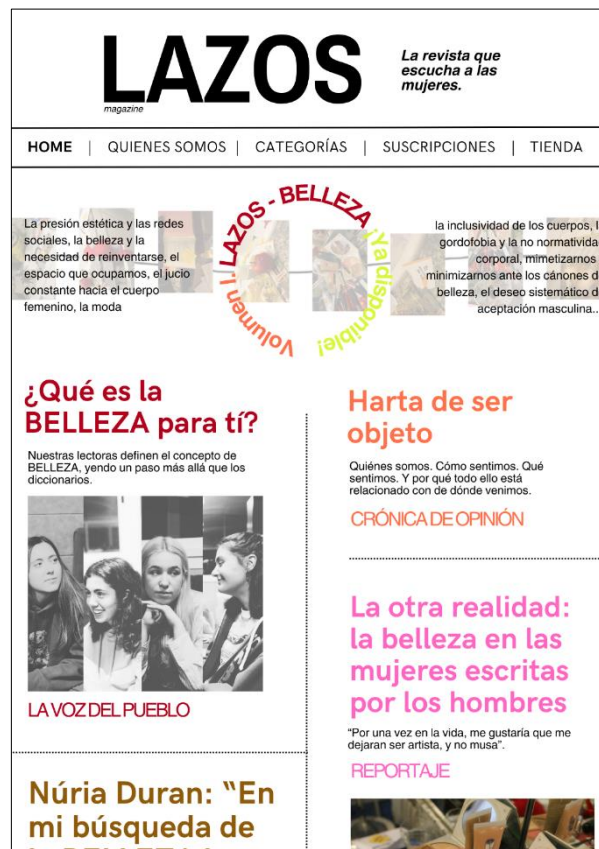 LAZOS
magazine
La revista que
escucha a las
mujeres.
HOME | QUIENES SOMOS | CATEGORÍAS | SUSCRIPCIONES | TIENDA
La presión estética y las redes
sociales, la belleza y la
necesidad de reinventarse, el
espacio que ocupamos, el jucio
constante hacia el cuerpo
femenino, la moda
Volumen I. LAZOS - BELLEZA ¡Ya disponible!
la inclusividad de los cuerpos,
gordofobia y la no
corporal, mimetizarnos
minimizarnos ante los cánones
belleza, el deseo sistemático
aceptación masculina...
¿Qué es la
BELLEZA para tí?
Nuestras lectoras definen el concepto de
BELLEZA, yendo un paso más allá que los
diccionarios.
LA VOZ DEL PUEBLO
Núria Duran: “En
mi búsqueda de
Harta de ser
objeto
Quiénes somos. Cómo sentimos. Qué
sentimos. Y por qué todo ello está
relacionado con de dónde venimos.
CRÓNICA DE OPINIÓN
La otra realidad:
la belleza en las
mujeres escritas
por los hombres
“Por una vez en la vida, me gustaría que me
dejaran ser artista, y no musa”.
REPORTAJE